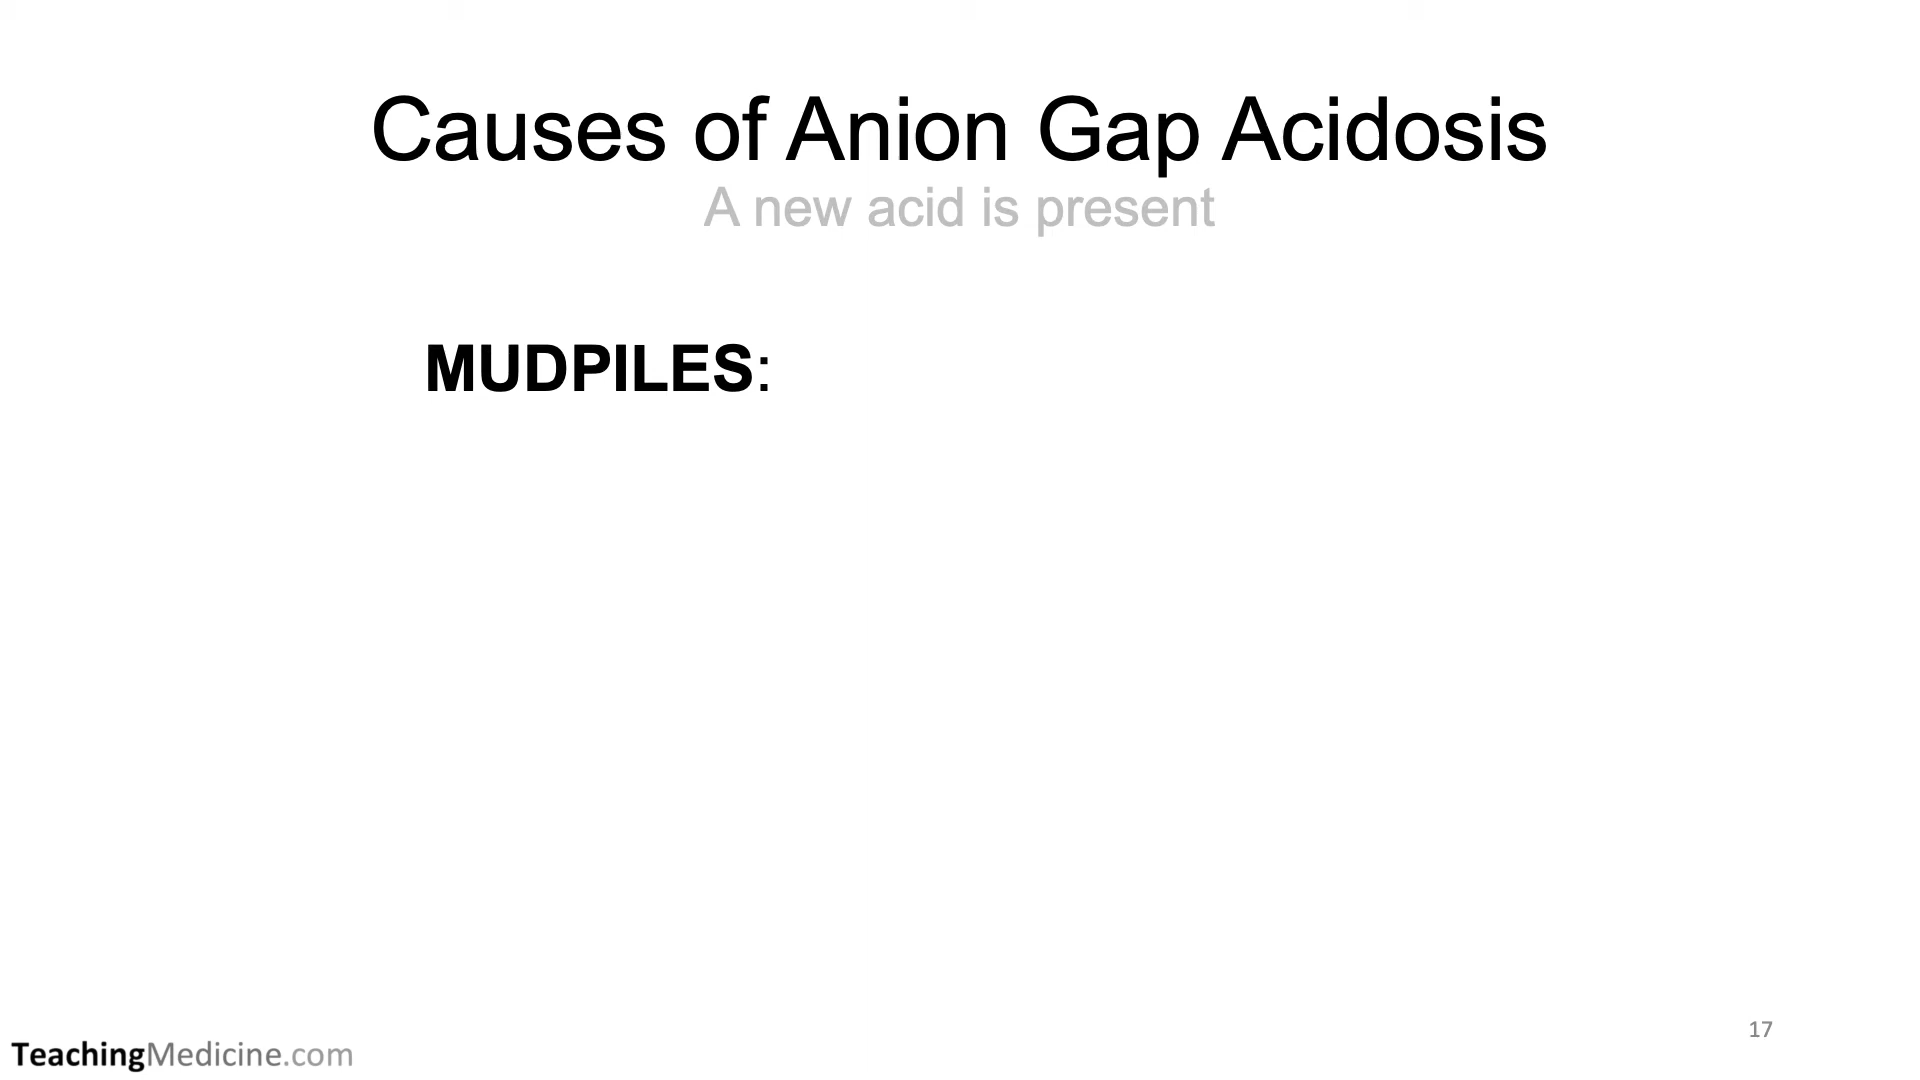 Causes of Anion Gap Acidosis
A new acid is present
MUDPILES:
17
TeachingMedicine.com